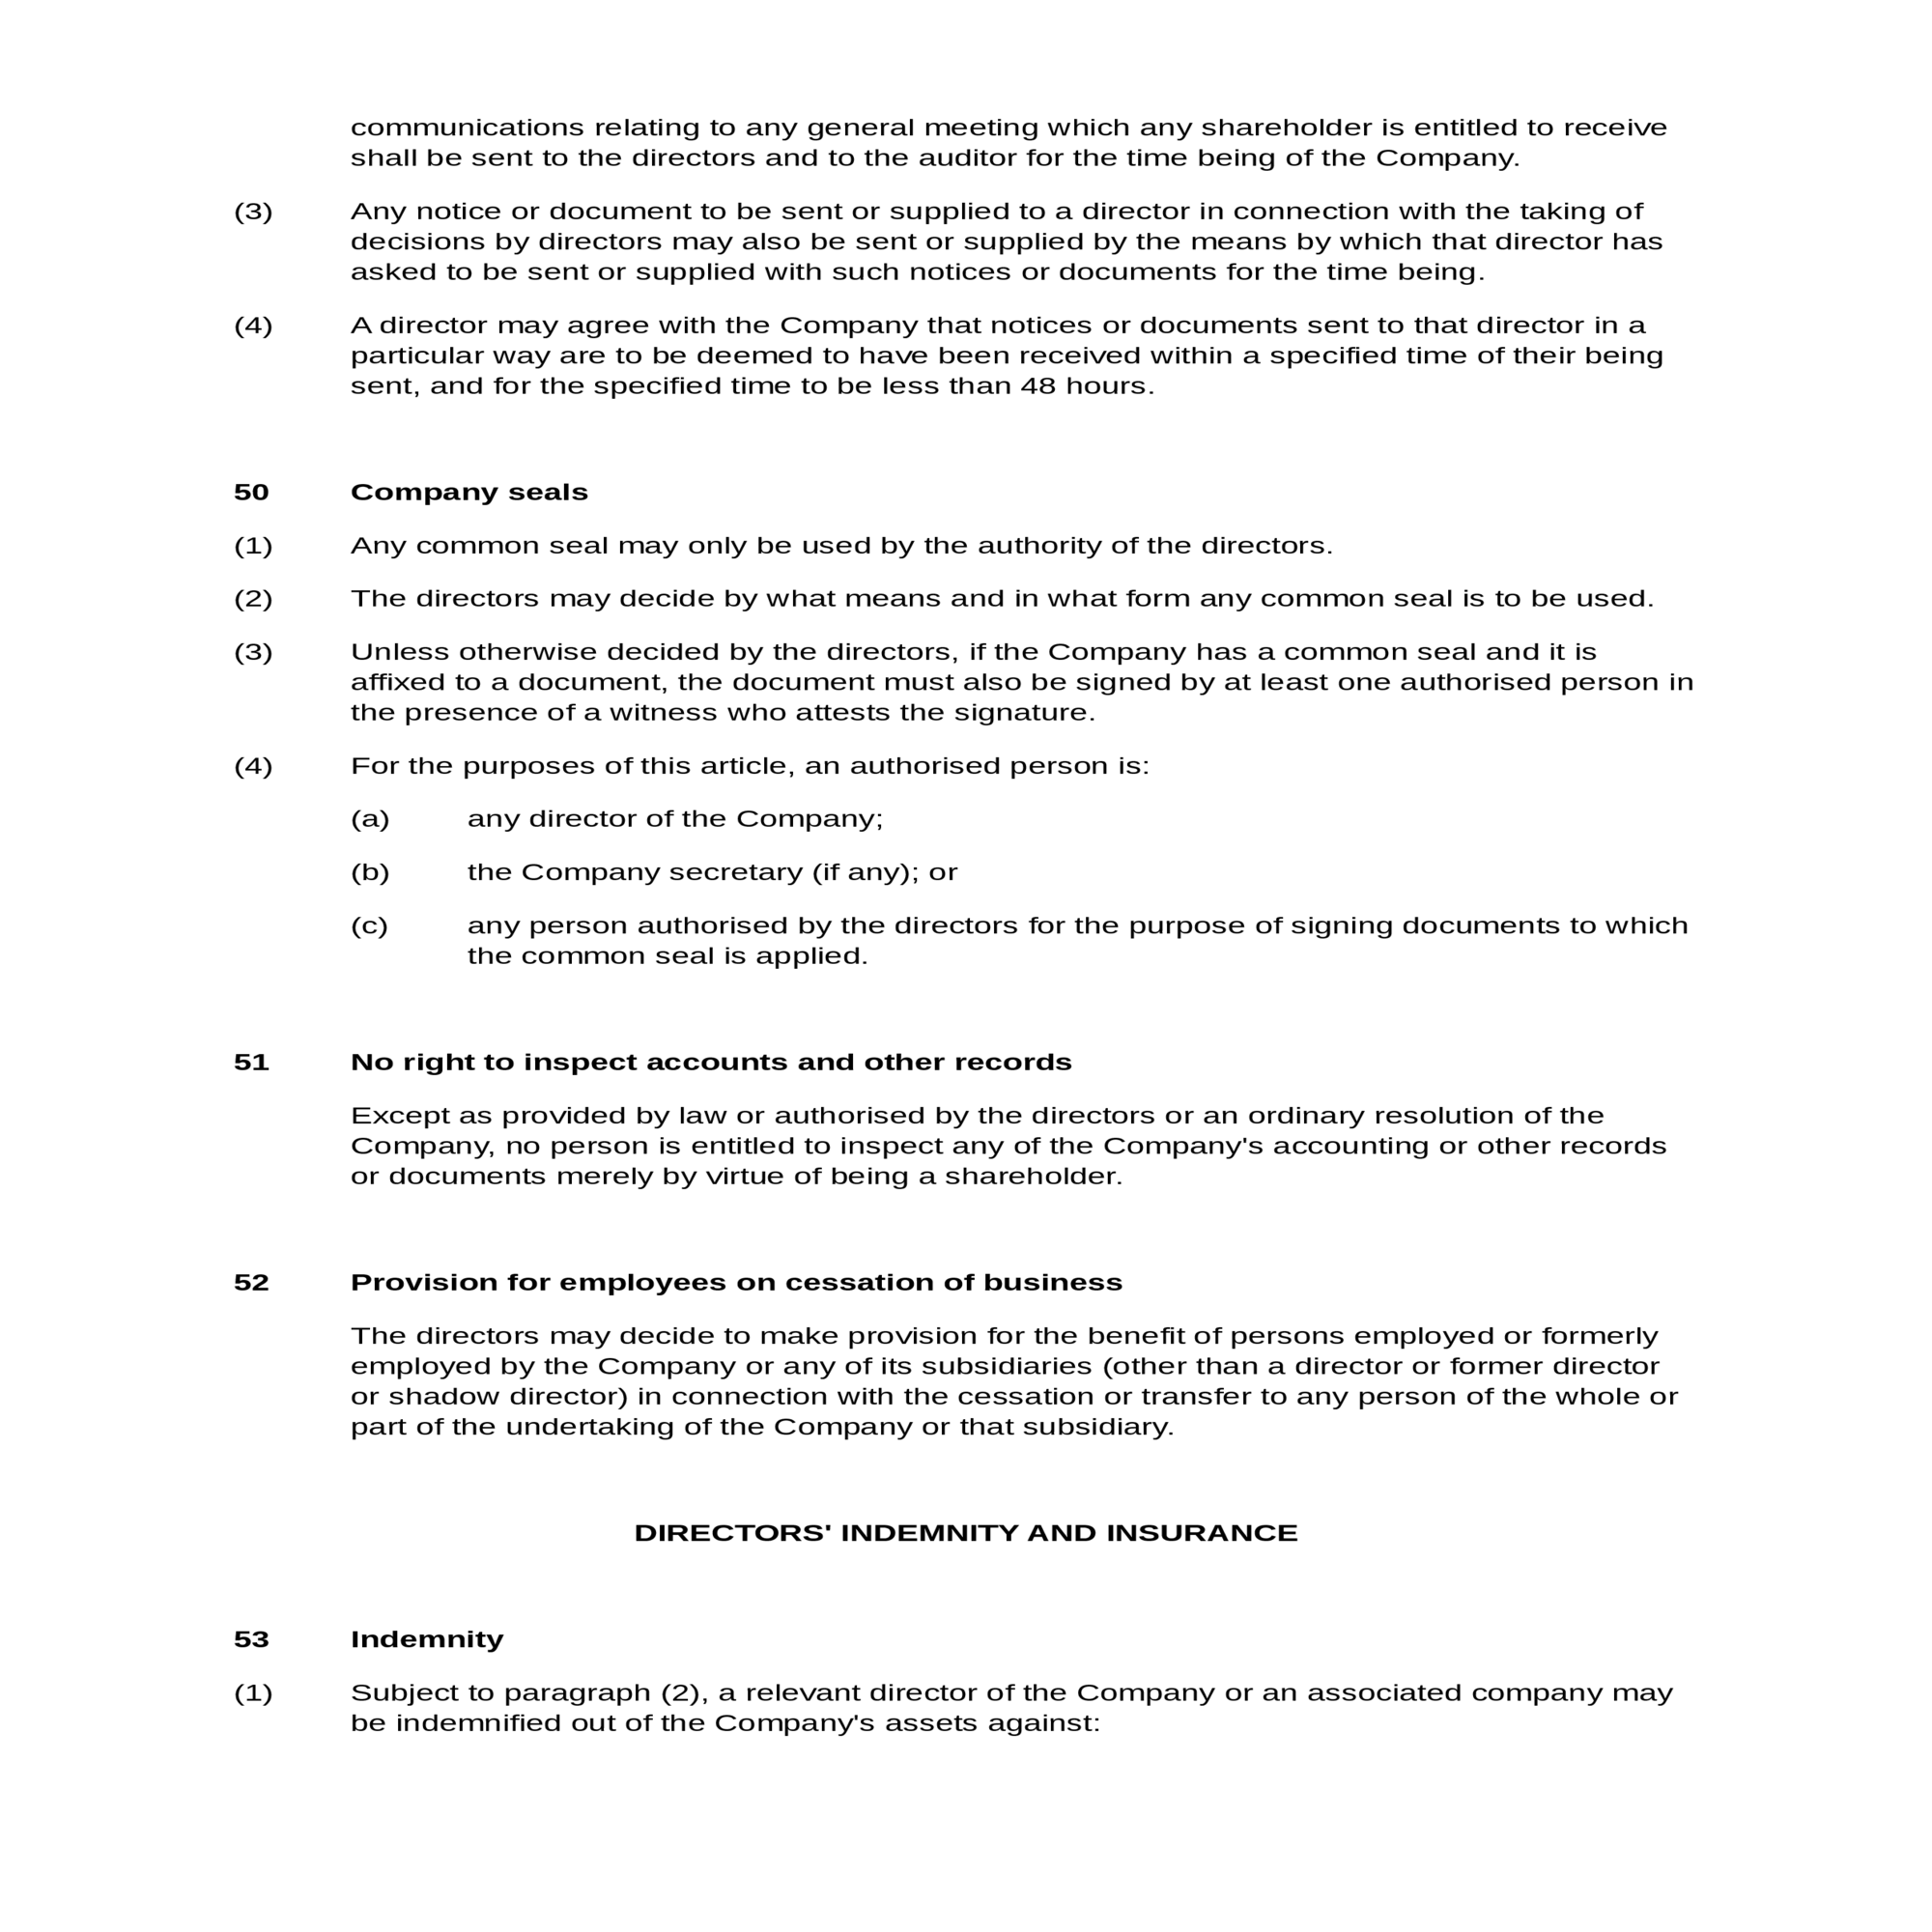 communications relating to any general meeting which any shareholder is entitled to receive
shall be sent to the directors and to the auditor for the time being of the Company.
(3) Any notice or document to be sent or supplied to a director in connection with the taking of
decisions by directors may also be sent or supplied by the means by which that director has
asked to be sent or supplied with such notices or documents for the time being.
(4) A director may agree with the Company that notices or documents sent to that director in a
particular way are to be deemed to have been received within a specified time of their being
sent, and for the specified time to be less than 48 hours.
50 Company seals
(1) Any common seal may only be used by the authority of the directors.
(2) The directors may decide by what means and in what form any common seal is to be used.
(3) Unless otherwise decided by the directors, if the Company has a common seal and it is
affixed to a document, the document must also be signed by at least one authorised person in
the presence of a witness who attests the signature.
(4) For the purposes of this article, an authorised person is:
(a) any director of the Company;
(b) the Company secretary (if any); or
(c) any person authorised by the directors for the purpose of signing documents to which
the common seal is applied.
51 No right to inspect accounts and other records
Except as provided by law or authorised by the directors or an ordinary resolution of the
Company, no person is entitled to inspect any of the Company's accounting or other records
or documents merely by virtue of being a shareholder.
52 Provision for employees on cessation of business
The directors may decide to make provision for the benefit of persons employed or formerly
employed by the Company or any of its subsidiaries (other than a director or former director
or shadow director) in connection with the cessation or transfer to any person of the whole or
part of the undertaking of the Company or that subsidiary.
DIRECTORS' INDEMNITY AND INSURANCE
53 Indemnity
(1) Subject to paragraph (2), a relevant director of the Company or an associated company may
be indemnified out of the Company's assets against: